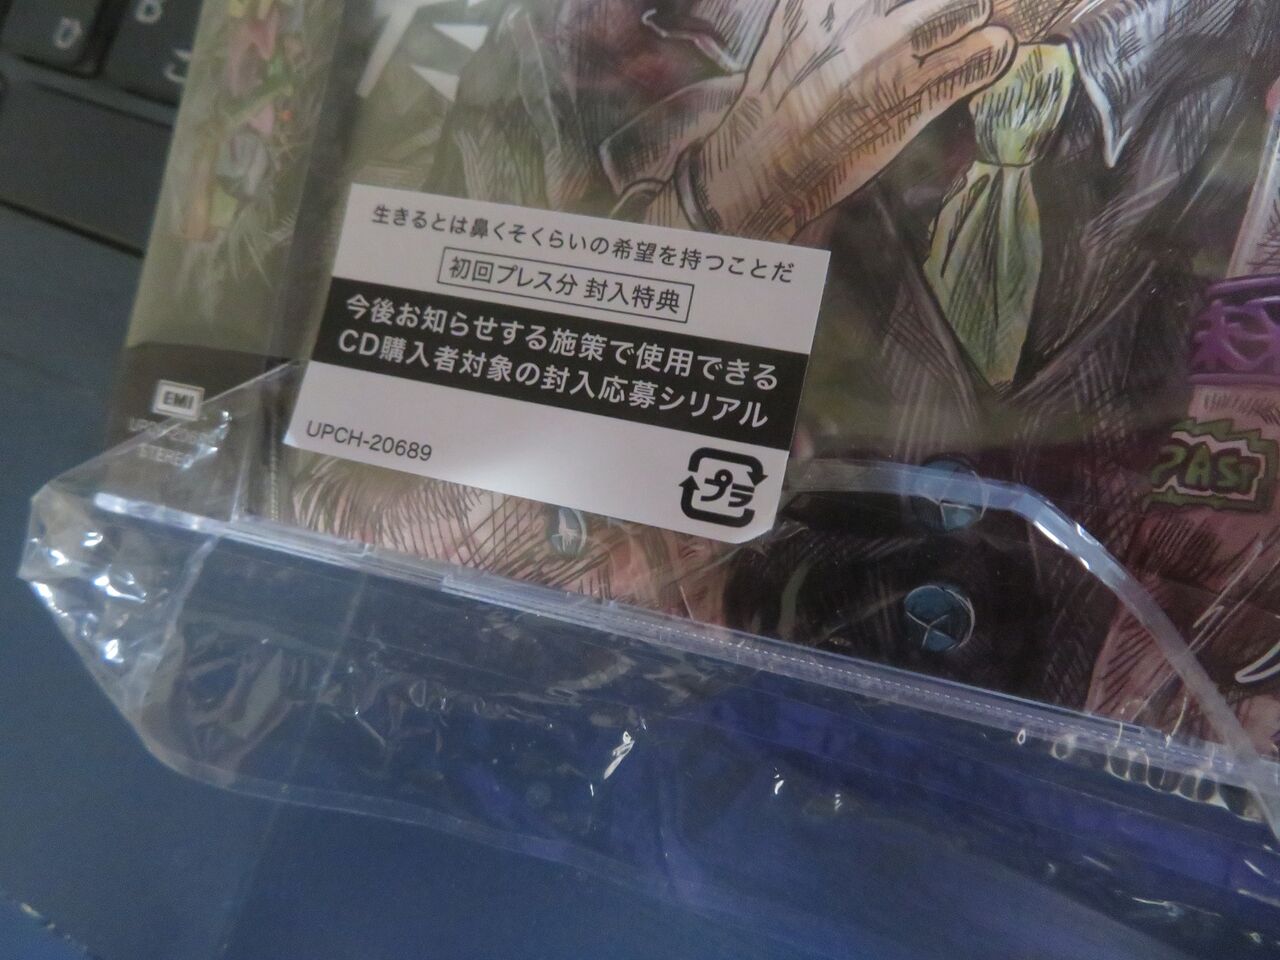 生きるとは鼻くそくらいの希望を持つことだ
初回プレス分 封入特典
今後お知らせする施策で使用できる
CD購入者対象の封入応募シリアル
UPCH-20689
プラ
EMI
STEREO
PAST